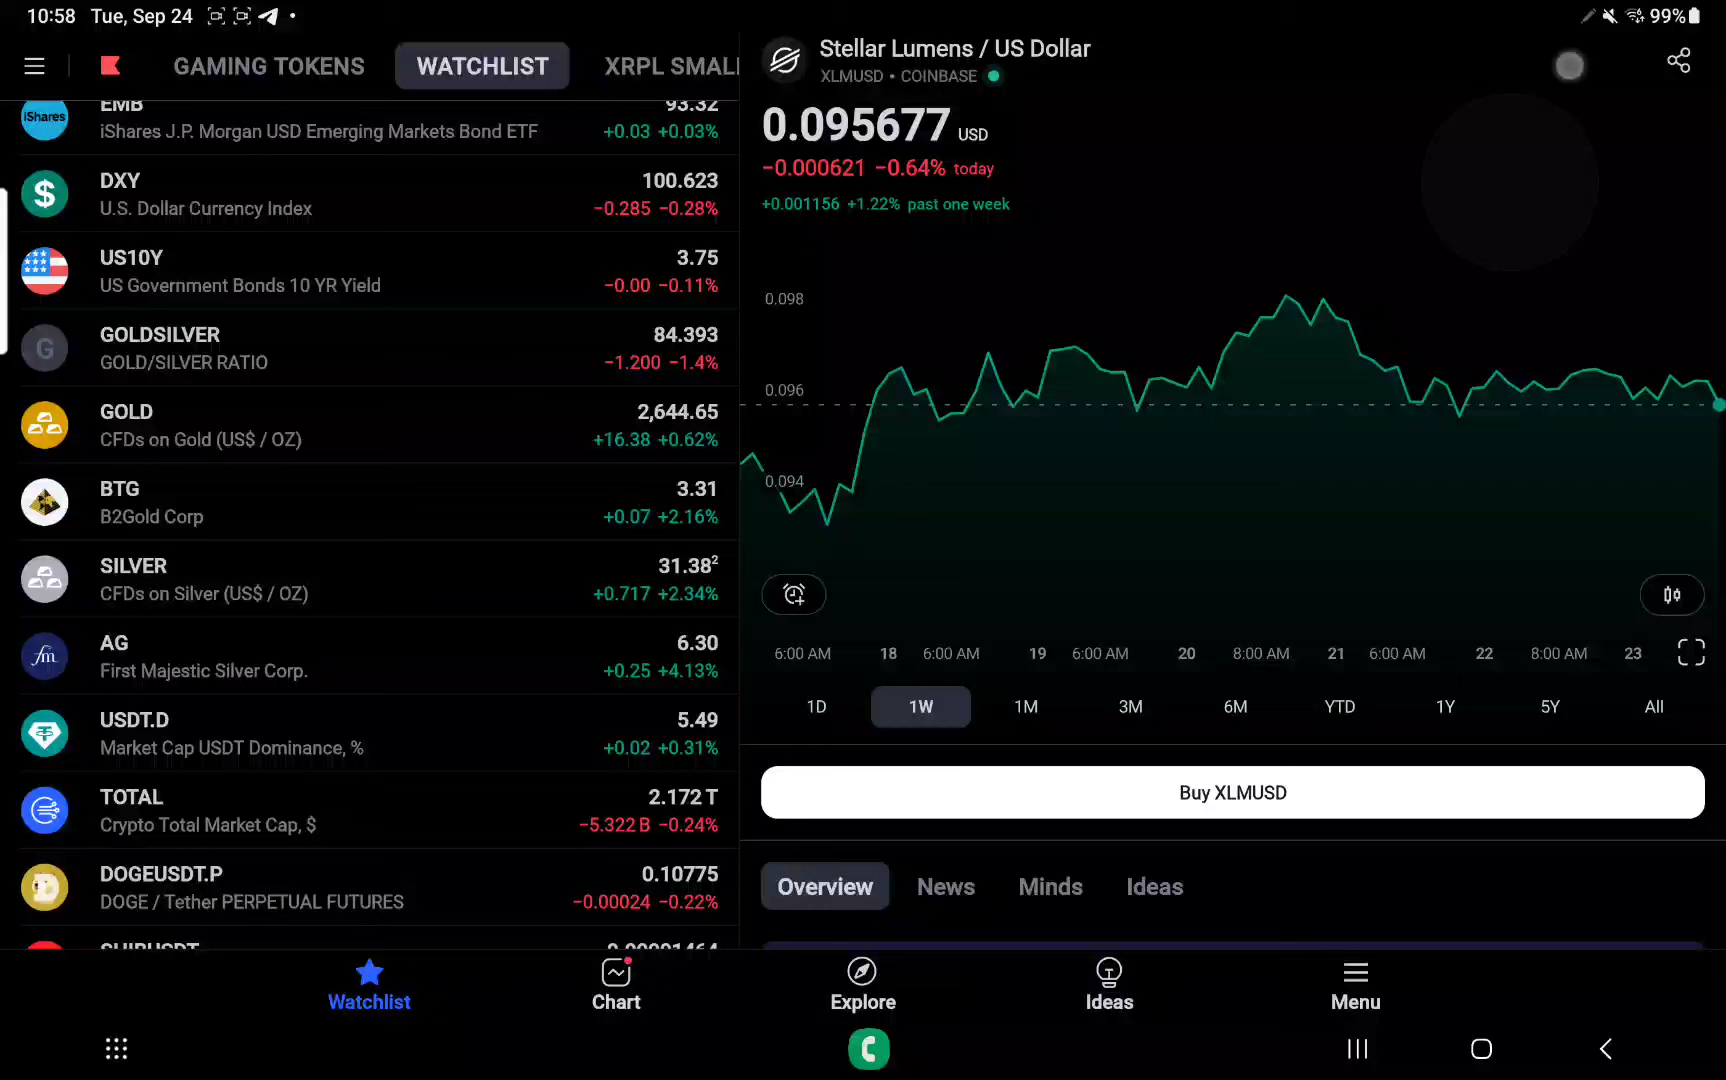 10:58 Tue, Sep 24
99%
GAMING TOKENS
WATCHLIST
XRPL SMALL
iShares
EMB
93.32
iShares J.P. Morgan USD Emerging Markets Bond ETF
+0.03 +0.03%
$
DXY
100.623
U.S. Dollar Currency Index
−0.285 −0.28%
US10Y
3.75
US Government Bonds 10 YR Yield
−0.00 −0.11%
G
GOLDSILVER
84.393
GOLD/SILVER RATIO
−1.200 −1.4%
GOLD
2,644.65
CFDs on Gold (US$ / OZ)
+16.38 +0.62%
BTG
3.31
B2Gold Corp
+0.07 +2.16%
SILVER
31.38²
CFDs on Silver (US$ / OZ)
+0.717 +2.34%
fm
AG
6.30
First Majestic Silver Corp.
+0.25 +4.13%
USDT.D
5.49
Market Cap USDT Dominance, %
+0.02 +0.31%
TOTAL
2.172 T
Crypto Total Market Cap, $
−5.322 B −0.24%
DOGEUSDT.P
0.10775
DOGE / Tether PERPETUAL FUTURES
−0.00024 −0.22%
SHIBUSDT
0.00001464
Stellar Lumens / US Dollar
XLMUSD • COINBASE
0.095677 USD
−0.000621 −0.64% today
+0.001156 +1.22% past one week
0.098
0.096
0.094
6:00 AM 18 6:00 AM 19 6:00 AM 20 8:00 AM 21 6:00 AM 22 8:00 AM 23
1D 1W 1M 3M 6M YTD 1Y 5Y All
Buy XLMUSD
Overview News Minds Ideas
Watchlist Chart Explore Ideas Menu